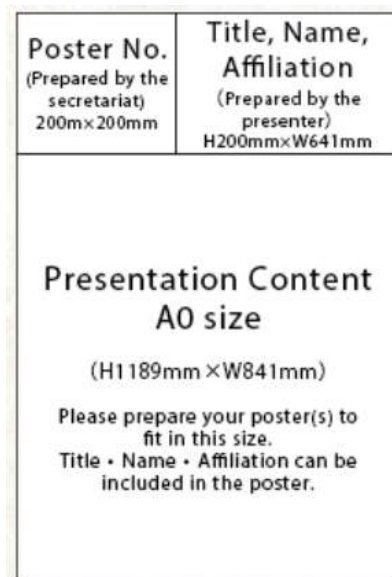 Poster No.
(Prepared by the
secretariat)
200m×200mm
Title, Name,
Affiliation
(Prepared by the
presenter)
H200mm×W641mm
Presentation Content
A0 size
(H1189mm×W841mm)
Please prepare your poster(s) to
fit in this size.
Title・Name・Affiliation can be
included in the poster.